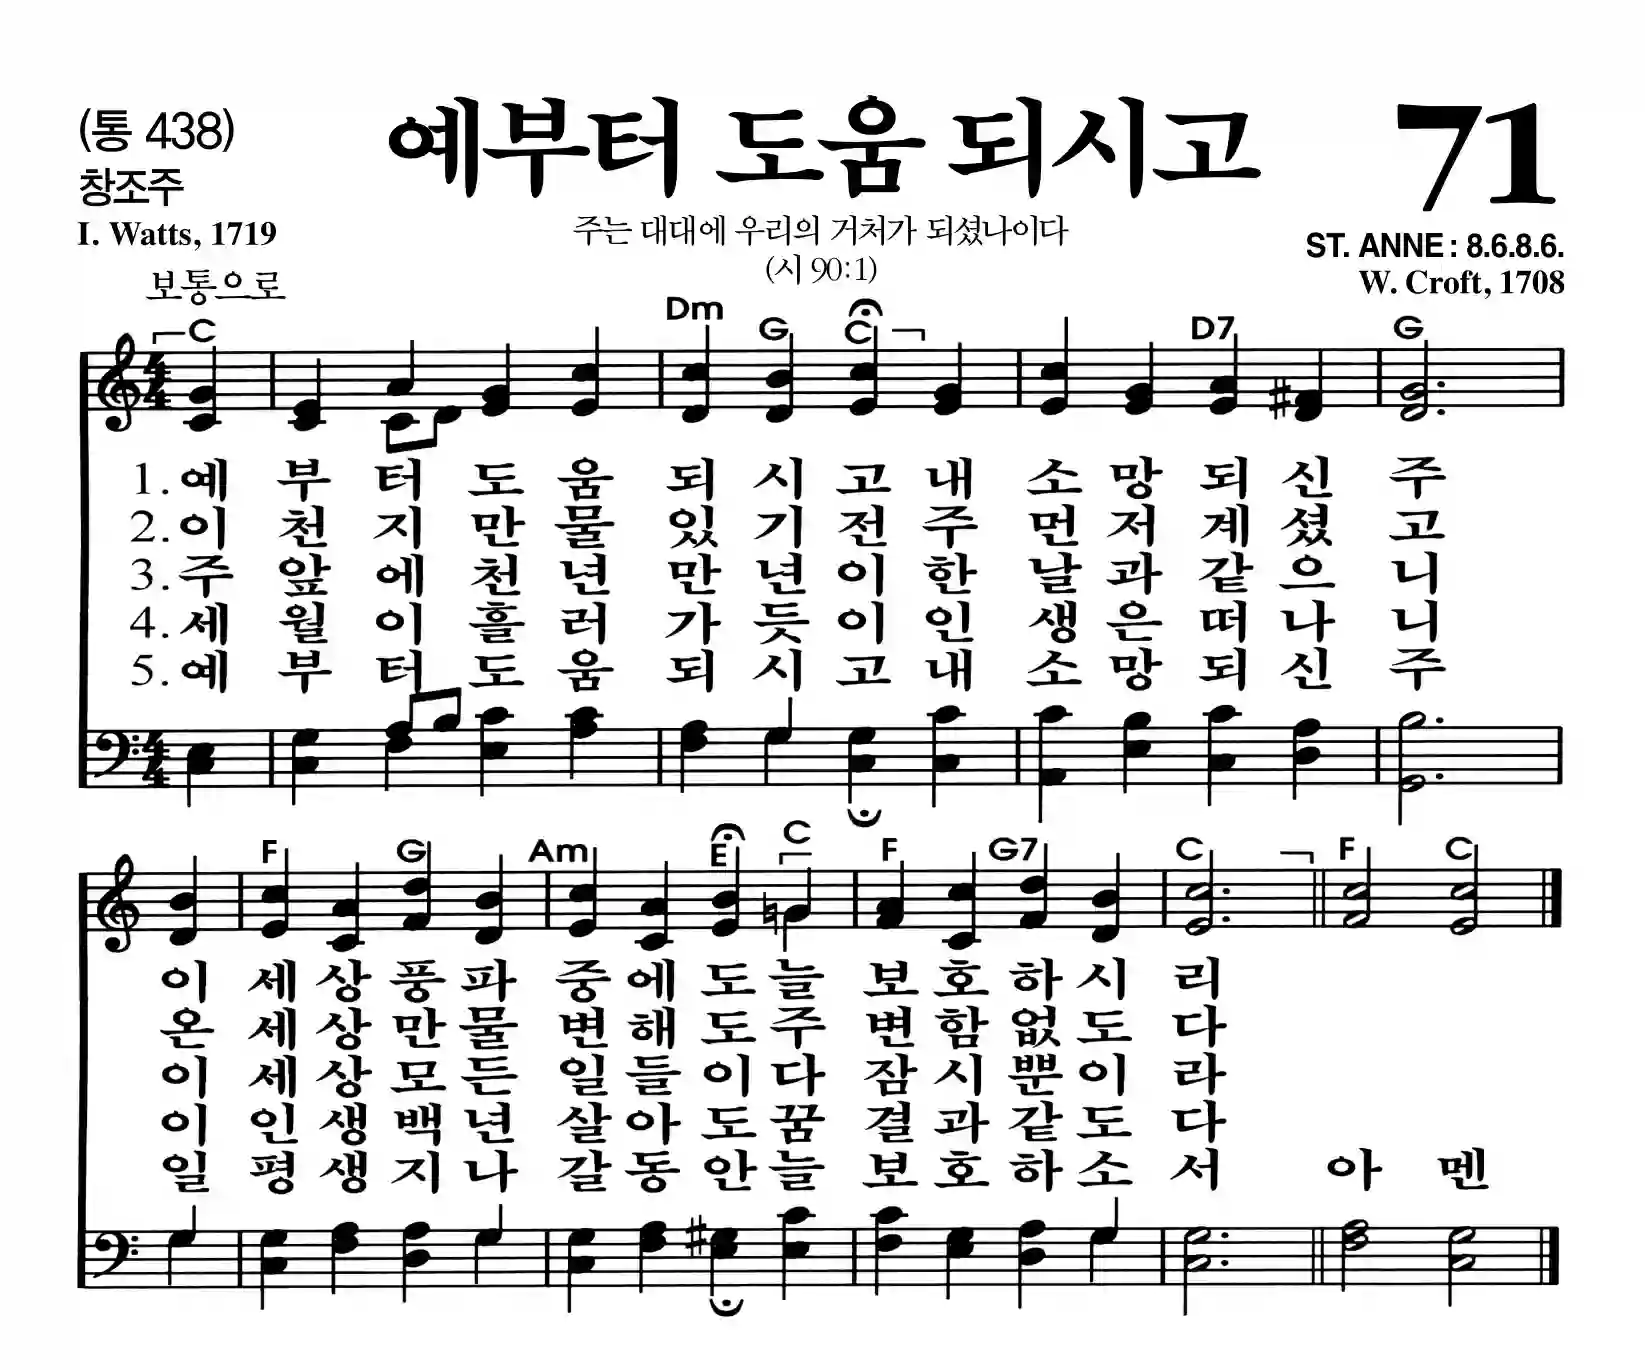 (통 438)
예부터 도움 되시고
71
창조주
I. Watts, 1719
주는 대대에 우리의 거처가 되셨나이다
(시 90:1)
ST. ANNE : 8.6.8.6.
W. Croft, 1708
보통으로
C Dm G C D7 G
1. 예 부 터 도 움 되 시 고 내 소 망 되 신 주
2. 이 천 지 만 물 있 기 전 주 먼 저 계 셨 고
3. 주 앞 에 천 년 만 년 이 한 날 과 같 으 니
4. 세 월 이 흘 러 가 듯 이 인 생 은 떠 나 니
5. 예 부 터 도 움 되 시 고 내 소 망 되 신 주
F G Am E C F G7 C F C
이 세 상 풍 파 중 에 도 늘 보 호 하 시 리
온 세 상 만 물 변 해 도 주 변 함 없 도 다
이 세 상 모 든 일 들 이 다 잠 시 뿐 이 라
이 인 생 백 년 살 아 도 꿈 결 과 같 도 다
일 평 생 지 나 갈 동 안 늘 보 호 하 소 서 아 멘